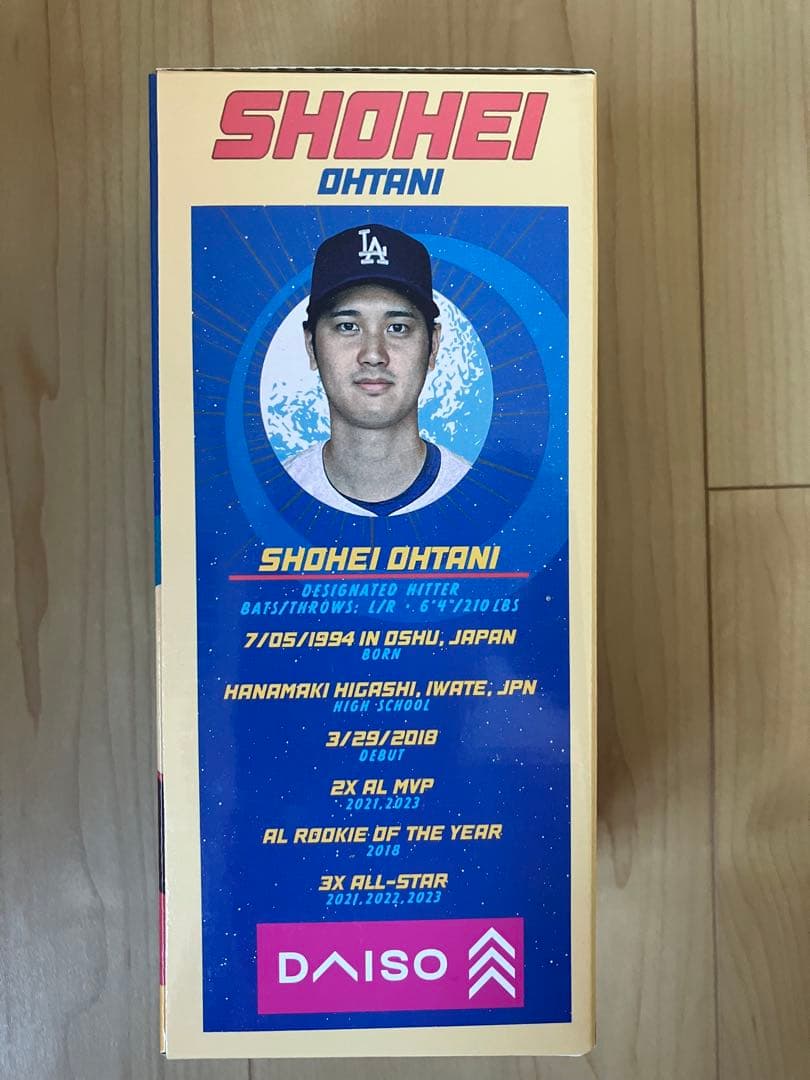 SHOHEI
OHTANI
LA
SHOHEI OHTANI
DESIGNATED HITTER
BATS/THROWS: L/R • 6'4"/210 LBS
7/05/1994 IN OSHU, JAPAN
BORN
HANAMAKI HIGASHI, IWATE, JPN
HIGH SCHOOL
3/29/2018
DEBUT
2X AL MVP
2021, 2023
AL ROOKIE OF THE YEAR
2018
3X ALL-STAR
2021, 2022, 2023
DAISO